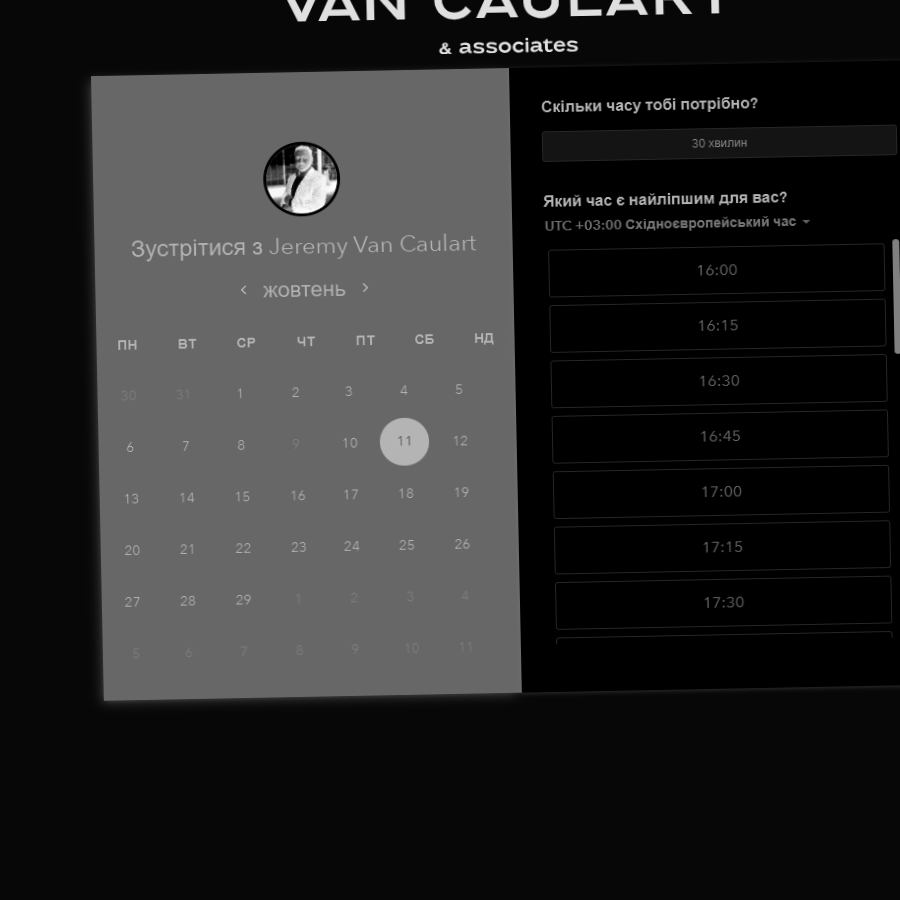 VAN CAULART
& associates
Зустрітися з Jeremy Van Caulart
жовтень
ПН ВТ СР ЧТ ПТ СБ НД
30 31 1 2 3 4 5
6 7 8 9 10 11 12
13 14 15 16 17 18 19
20 21 22 23 24 25 26
27 28 29 1 2 3 4
5 6 7 8 9 10 11
Скільки часу тобі потрібно?
30 хвилин
Який час є найліпшим для вас?
UTC +03:00 Східноєвропейський час
16:00
16:15
16:30
16:45
17:00
17:15
17:30